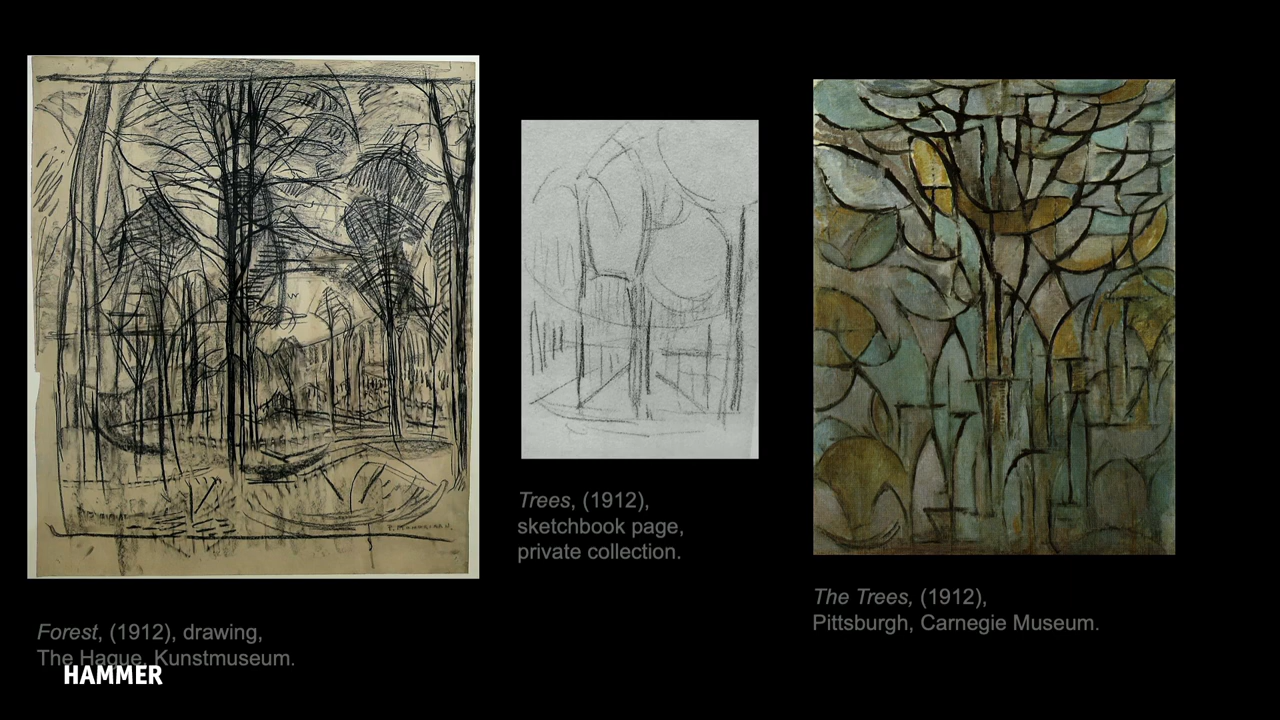 Forest, (1912), drawing,
The Hague, Kunstmuseum.
HAMMER
Trees, (1912),
sketchbook page,
private collection.
The Trees, (1912),
Pittsburgh, Carnegie Museum.